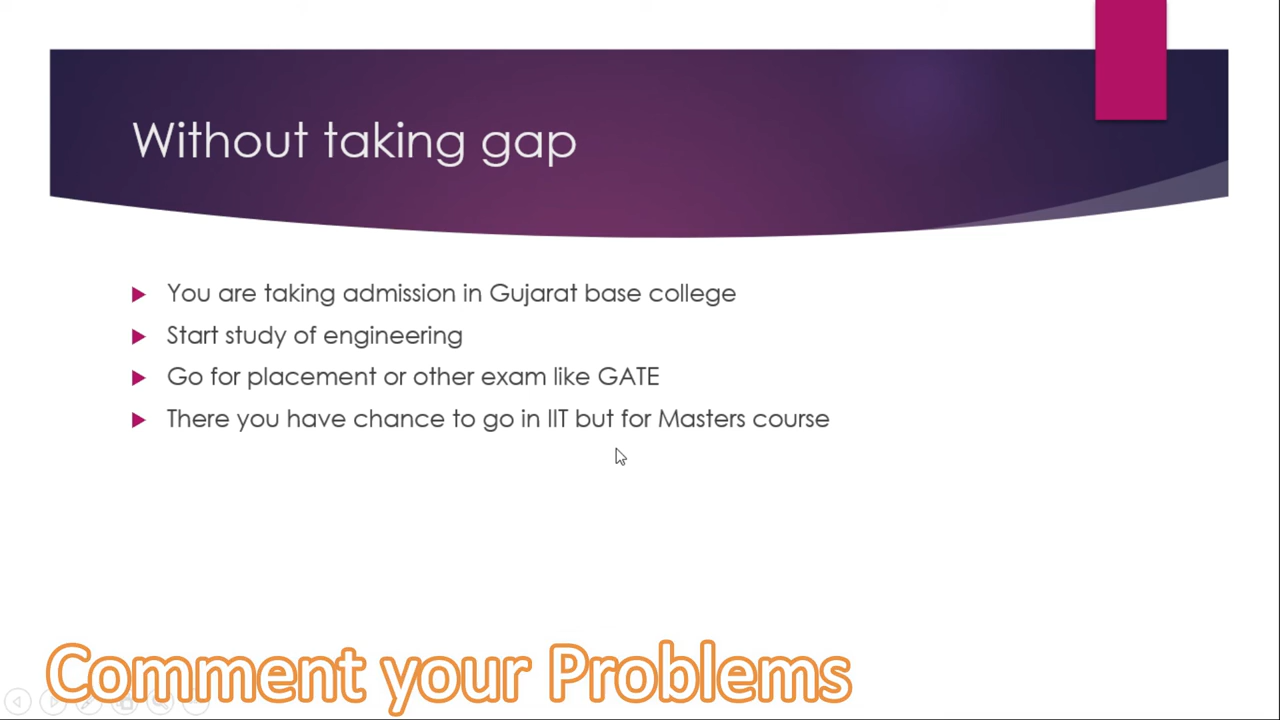 Without taking gap
You are taking admission in Gujarat base college
Start study of engineering
Go for placement or other exam like GATE
There you have chance to go in IIT but for Masters course
Comment your Problems